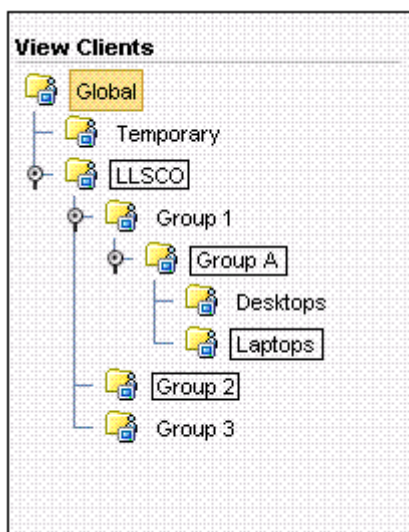 View Clients
Global
Temporary
LLSCO
Group 1
Group A
Desktops
Laptops
Group 2
Group 3